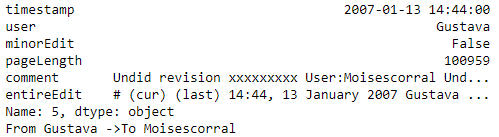 timestamp 2007-01-13 14:44:00
user Gustava
minorEdit False
pageLength 100959
comment Undid revision xxxxxxxxx User:Moisescorral Und...
entireEdit # (cur) (last) 14:44, 13 January 2007 Gustava ...
Name: 5, dtype: object
From Gustava ->To Moisescorral